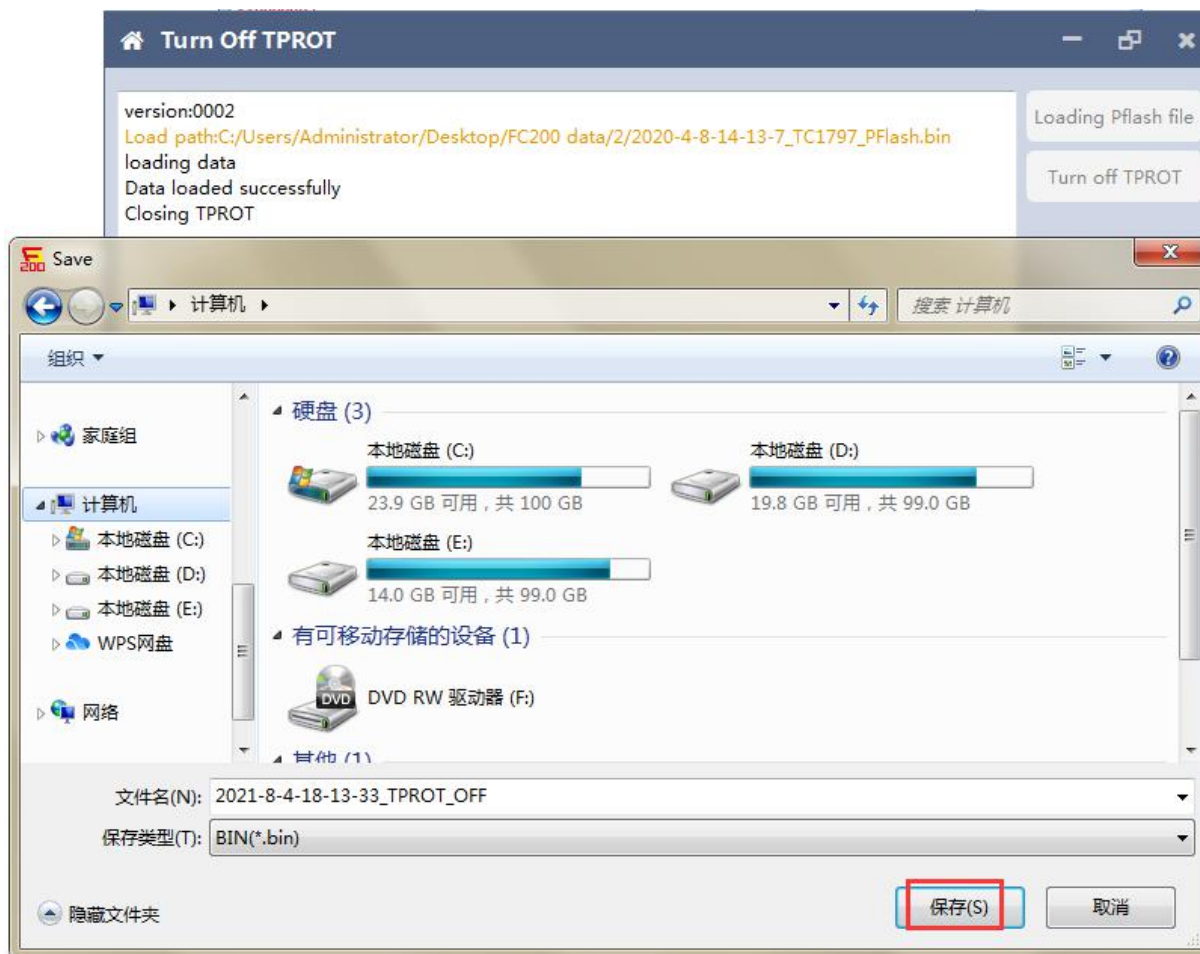 Turn Off TPROT
version:0002
Load path:C:/Users/Administrator/Desktop/FC200 data/2/2020-4-8-14-13-7_TC1797_PFlash.bin
loading data
Data loaded successfully
Closing TPROT
Loading Pflash file
Turn off TPROT
F200 Save
计算机
搜索 计算机
组织
家庭组
计算机
本地磁盘 (C:)
本地磁盘 (D:)
本地磁盘 (E:)
WPS网盘
网络
硬盘 (3)
本地磁盘 (C:)
23.9 GB 可用，共 100 GB
本地磁盘 (D:)
19.8 GB 可用，共 99.0 GB
本地磁盘 (E:)
14.0 GB 可用，共 99.0 GB
有可移动存储的设备 (1)
DVD
DVD RW 驱动器 (F:)
其他 (1)
文件名(N): 2021-8-4-18-13-33_TPROT_OFF
保存类型(T): BIN(*.bin)
隐藏文件夹
保存(S)
取消